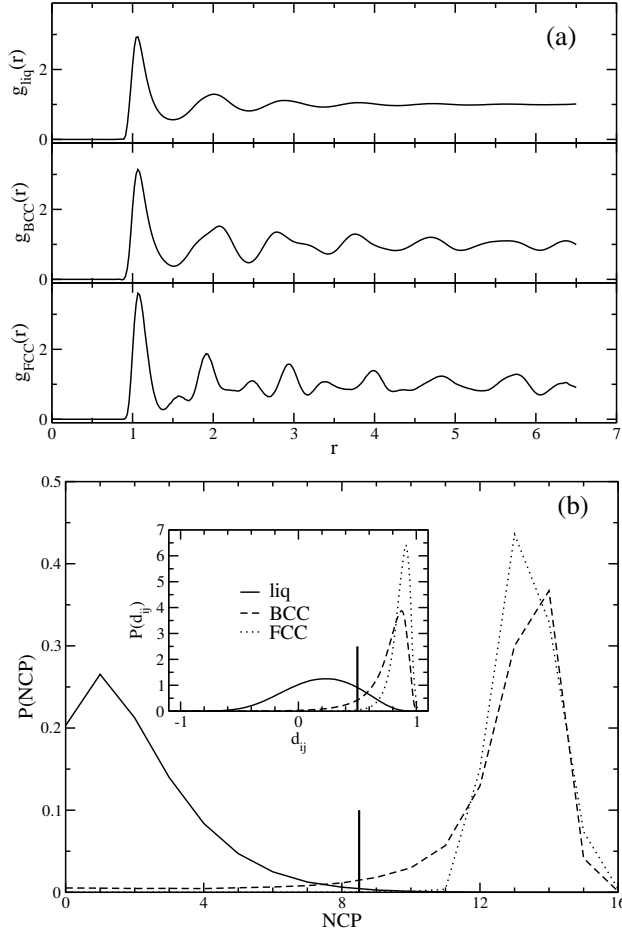 (a)
g_liq(r)
2
0
g_BCC(r)
2
0
g_FCC(r)
2
0
0 1 2 3 4 5 6 7
r
(b)
P(NCP)
0.5
0.4
0.3
0.2
0.1
0
0 4 8 12 16
NCP
P(d_ij)
7
6
5
4
3
2
1
0
liq
BCC
FCC
-1 0 1
d_ij